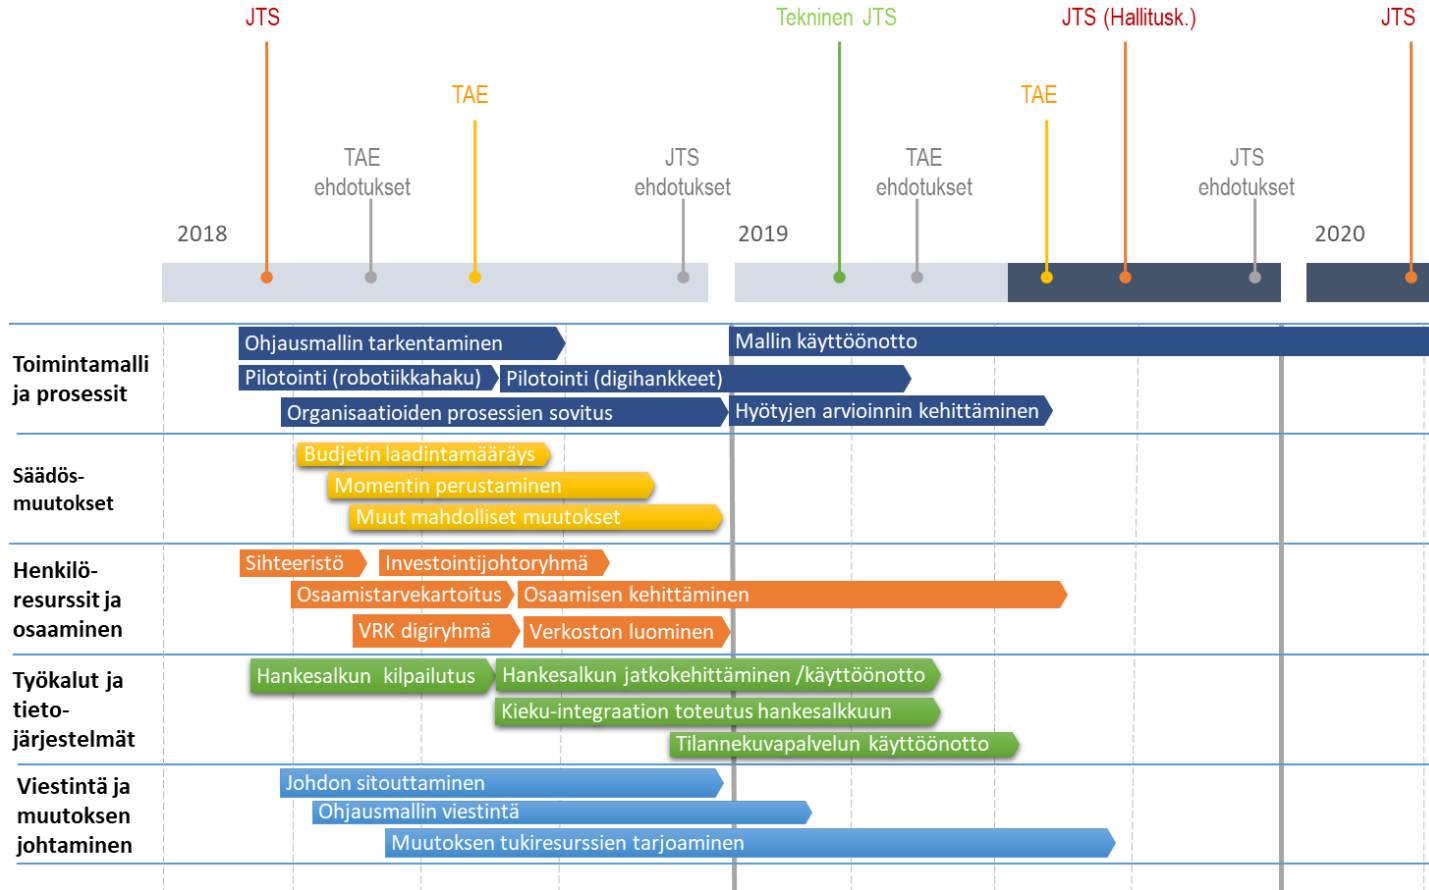 JTS
Tekninen JTS
JTS (Hallitusk.)
JTS
TAE
TAE
TAE
ehdotukset
JTS
ehdotukset
TAE
ehdotukset
JTS
ehdotukset
2018
2019
2020
Toimintamalli
ja prosessit
Ohjausmallin tarkentaminen
Mallin käyttöönotto
Pilotointi (robotiikkahaku)
Pilotointi (digihankkeet)
Organisaatioiden prosessien sovitus
Hyötyjen arvioinnin kehittäminen
Säädös-
muutokset
Budjetin laadintamääräys
Momentin perustaminen
Muut mahdolliset muutokset
Henkilö-
resurssit ja
osaaminen
Sihteeristö
Investointijohtoryhmä
Osaamistarvekartoitus
Osaamisen kehittäminen
VRK digiryhmä
Verkoston luominen
Työkalut ja
tieto-
järjestelmät
Hankesalkun kilpailutus
Hankesalkun jatkokehittäminen /käyttöönotto
Kieku-integraation toteutus hankesalkkuun
Tilannekuvapalvelun käyttöönotto
Viestintä ja
muutoksen
johtaminen
Johdon sitouttaminen
Ohjausmallin viestintä
Muutoksen tukiresurssien tarjoaminen